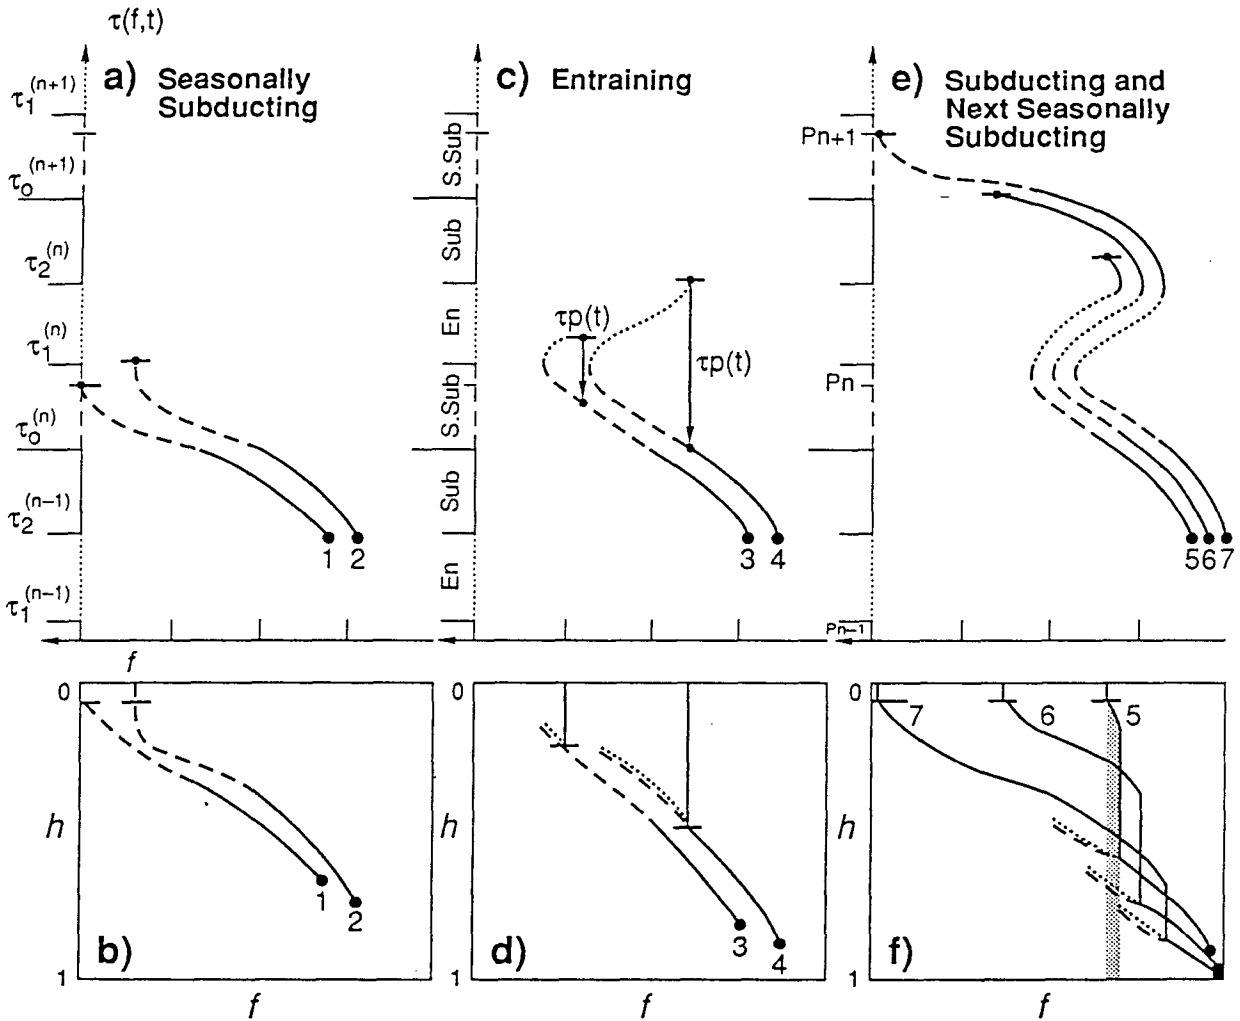 τ(f,t)
a) Seasonally
Subducting
c) Entraining
e) Subducting and
Next Seasonally
Subducting
τ1(n+1)
τo(n+1)
τ2(n)
τ1(n)
τo(n)
τ2(n−1)
τ1(n−1)
f
1 2
S.Sub
Sub
En
S.Sub
Sub
En
τp(t)
τp(t)
3 4
Pn+1
Pn
Pn−1
5 6 7
0
h
1
b)
1
2
f
0
h
1
d)
3
4
f
0
h
1
f)
7
6
5
f